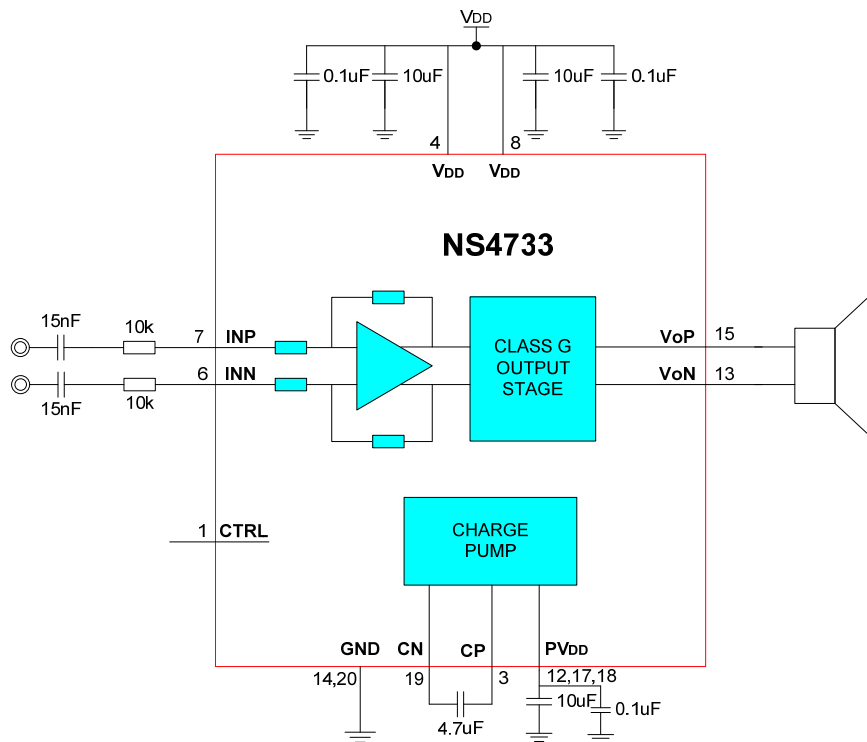 VDD
0.1uF
10uF
10uF
0.1uF
4
8
VDD
VDD
NS4733
15nF
10k
7
INP
15nF
10k
6
INN
CLASS G
OUTPUT
STAGE
VoP
15
VoN
13
1
CTRL
CHARGE
PUMP
GND
CN
CP
PVDD
14,20
19
3
12,17,18
4.7uF
10uF
0.1uF